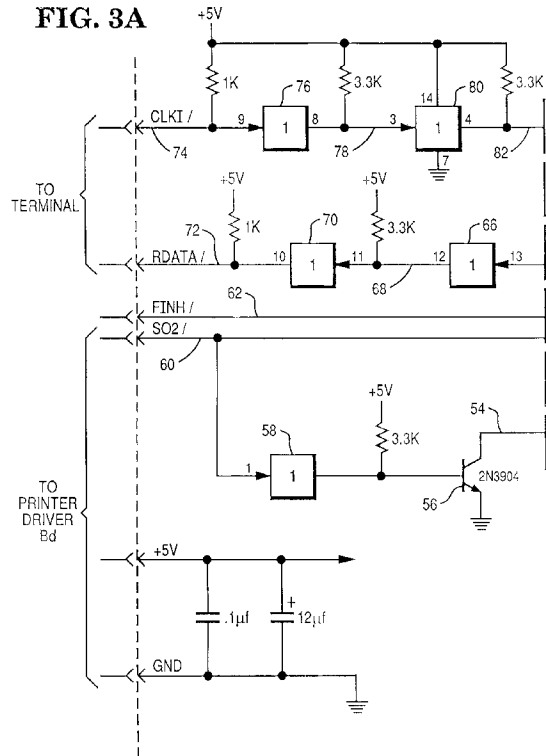 FIG. 3A
+5V
1K
76
3.3K
80
3.3K
14
CLKI /
9
1
8
3
1
4
74
78
7
82
TO
TERMINAL
+5V
+5V
72
1K
70
3.3K
66
RDATA /
10
1
11
12
1
13
68
FINH /
62
SO2 /
60
+5V
54
58
3.3K
1
1
2N3904
56
TO
PRINTER
DRIVER
Bd
+5V
.1µf
+
12µf
GND